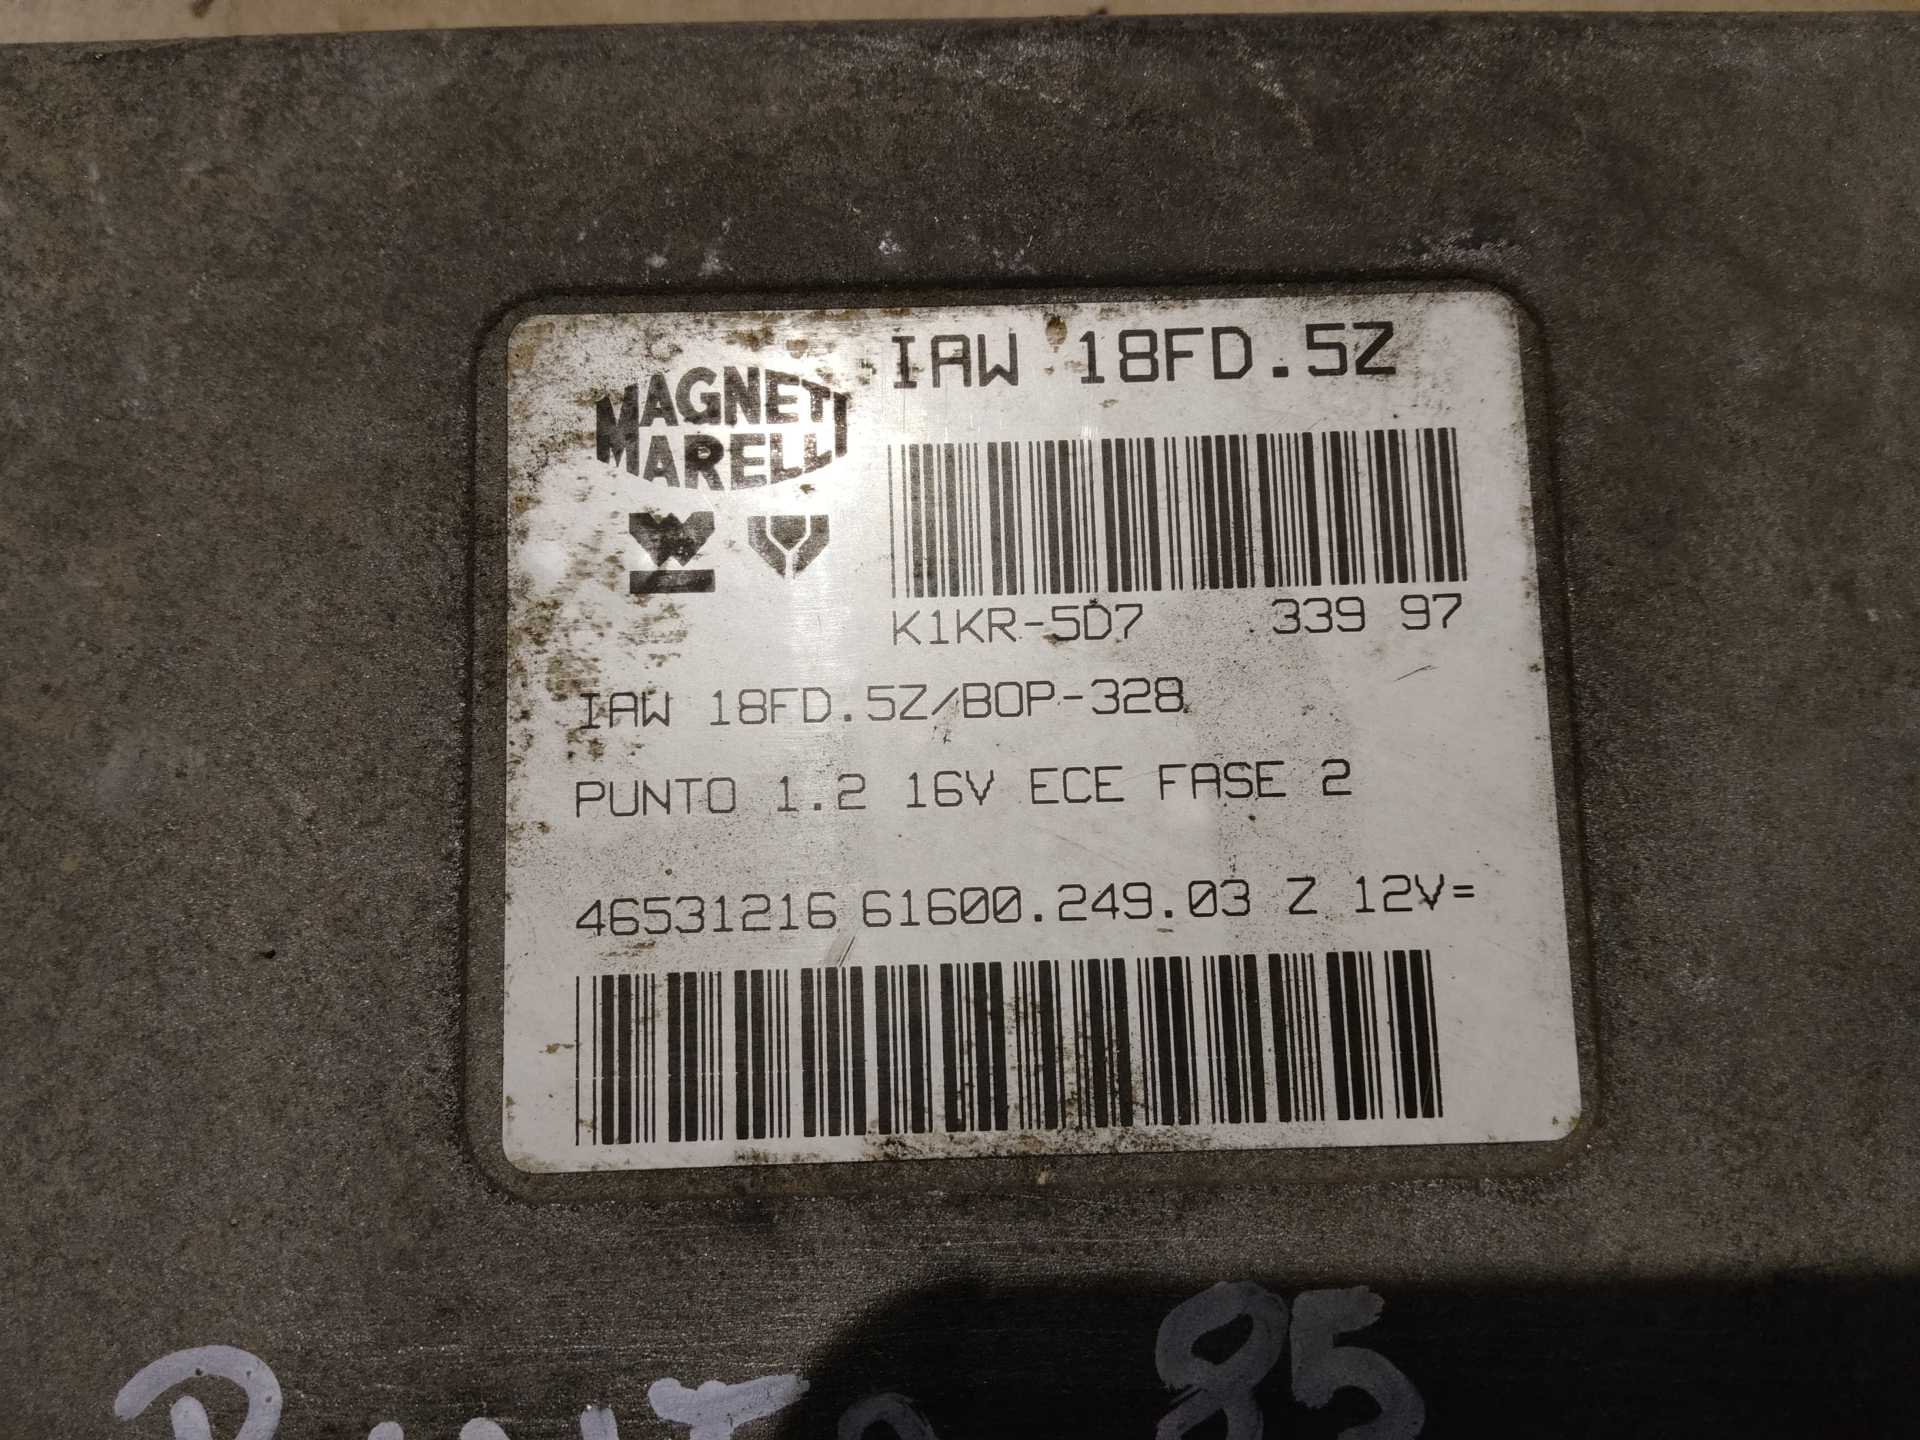 IAW 18FD.5Z
MAGNETI
MARELLI
K1KR-5D7 339 97
IAW 18FD.5Z/BOP-328
PUNTO 1.2 16V ECE FASE 2
46531216 61600.249.03 Z 12V=
PUNTO 85